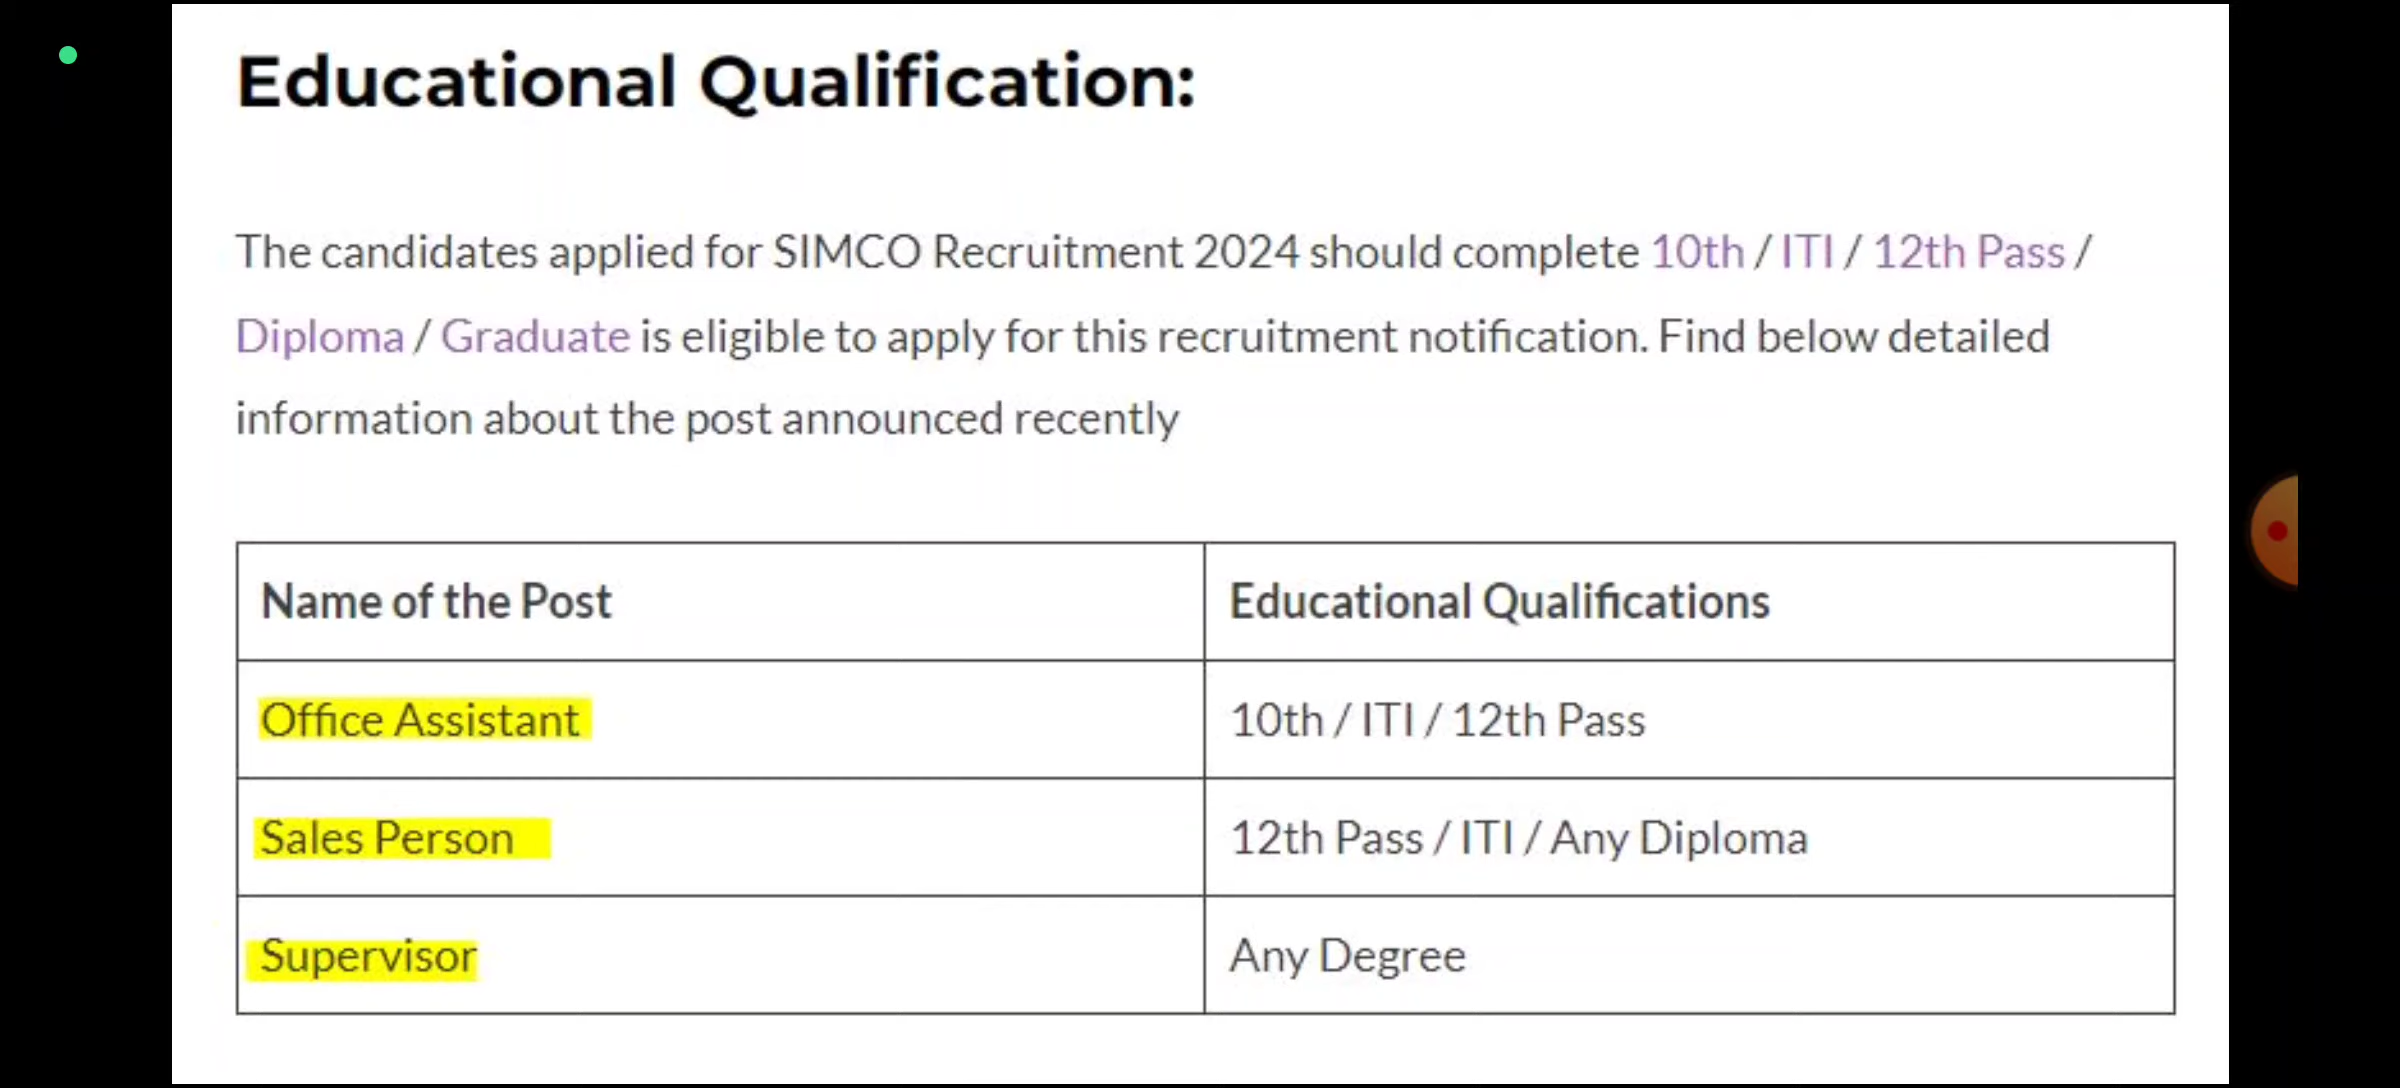 Educational Qualification:
The candidates applied for SIMCO Recruitment 2024 should complete 10th / ITI / 12th Pass /
Diploma / Graduate is eligible to apply for this recruitment notification. Find below detailed
information about the post announced recently
Name of the Post Educational Qualifications
Office Assistant 10th / ITI / 12th Pass
Sales Person 12th Pass / ITI / Any Diploma
Supervisor Any Degree